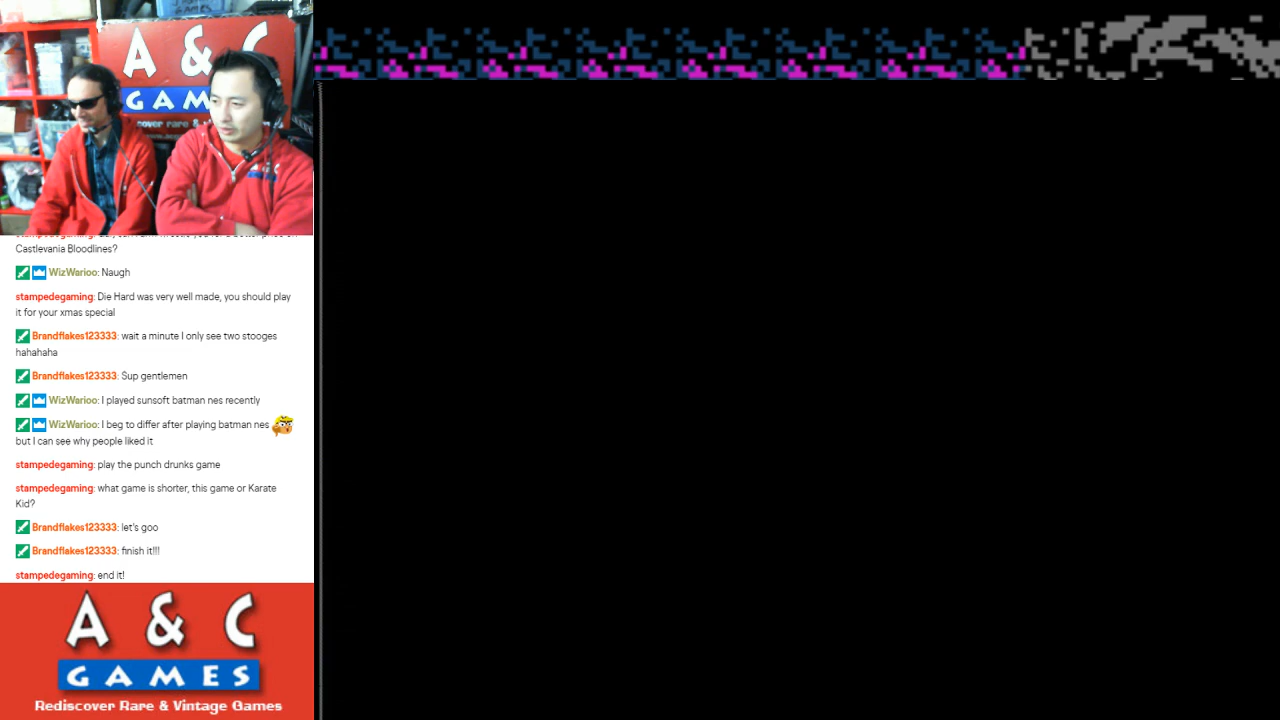 A & C
GAM
cover rare & v
Castlevania Bloodlines?
WizWarioo: Naugh
stampedegaming: Die Hard was very well made, you should play
it for your xmas special
Brandflakes123333: wait a minute I only see two stooges
hahahaha
Brandflakes123333: Sup gentlemen
WizWarioo: I played sunsoft batman nes recently
WizWarioo: I beg to differ after playing batman nes
but I can see why people liked it
stampedegaming: play the punch drunks game
stampedegaming: what game is shorter, this game or Karate
Kid?
Brandflakes123333: let's goo
Brandflakes123333: finish it!!!
stampedegaming: end it!
A & C
GAMES
Rediscover Rare & Vintage Games